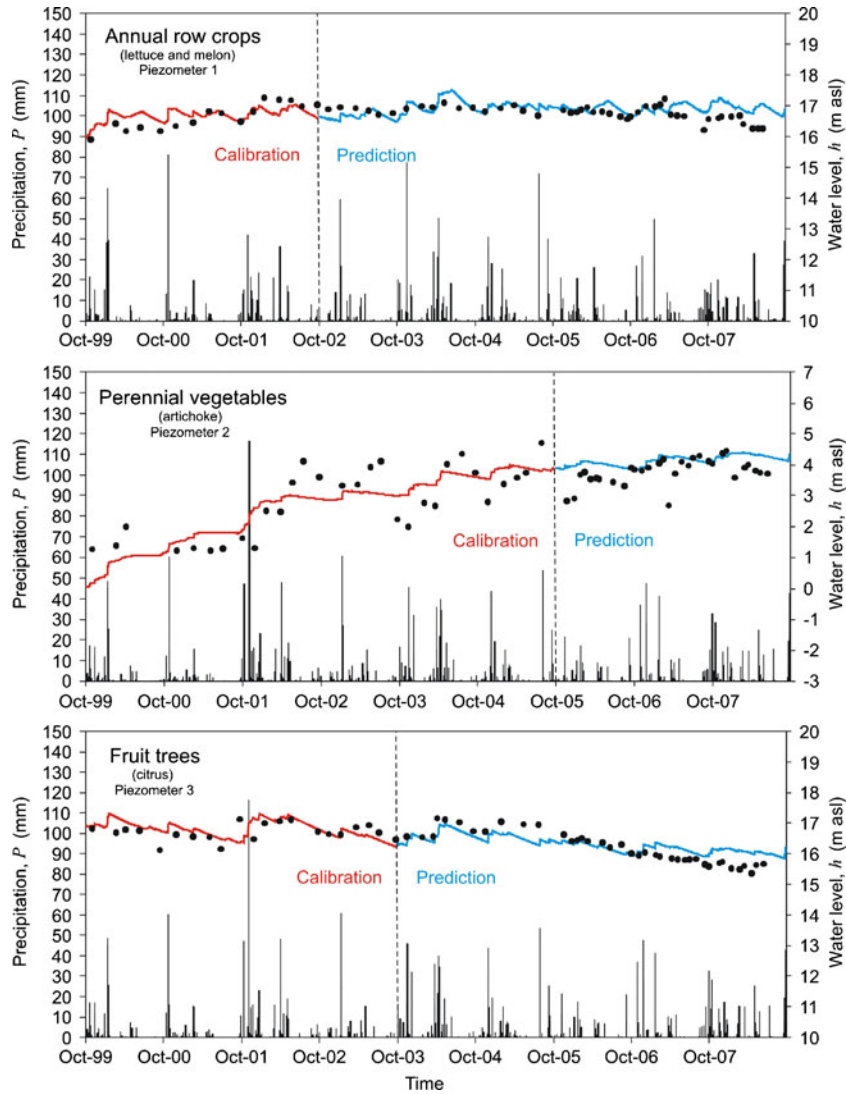 150
140
130
120
110
100
90
80
70
60
50
40
30
20
10
0
Precipitation, P (mm)
Annual row crops
(lettuce and melon)
Piezometer 1
Calibration
Prediction
20
19
18
17
16
15
14
13
12
11
10
Water level, h (m asl)
Oct-99
Oct-00
Oct-01
Oct-02
Oct-03
Oct-04
Oct-05
Oct-06
Oct-07
150
140
130
120
110
100
90
80
70
60
50
40
30
20
10
0
Precipitation, P (mm)
Perennial vegetables
(artichoke)
Piezometer 2
Calibration
Prediction
7
6
5
4
3
2
1
0
-1
-2
-3
Water level, h (m asl)
Oct-99
Oct-00
Oct-01
Oct-02
Oct-03
Oct-04
Oct-05
Oct-06
Oct-07
150
140
130
120
110
100
90
80
70
60
50
40
30
20
10
0
Precipitation, P (mm)
Fruit trees
(citrus)
Piezometer 3
Calibration
Prediction
20
19
18
17
16
15
14
13
12
11
10
Water level, h (m asl)
Oct-99
Oct-00
Oct-01
Oct-02
Oct-03
Oct-04
Oct-05
Oct-06
Oct-07
Time